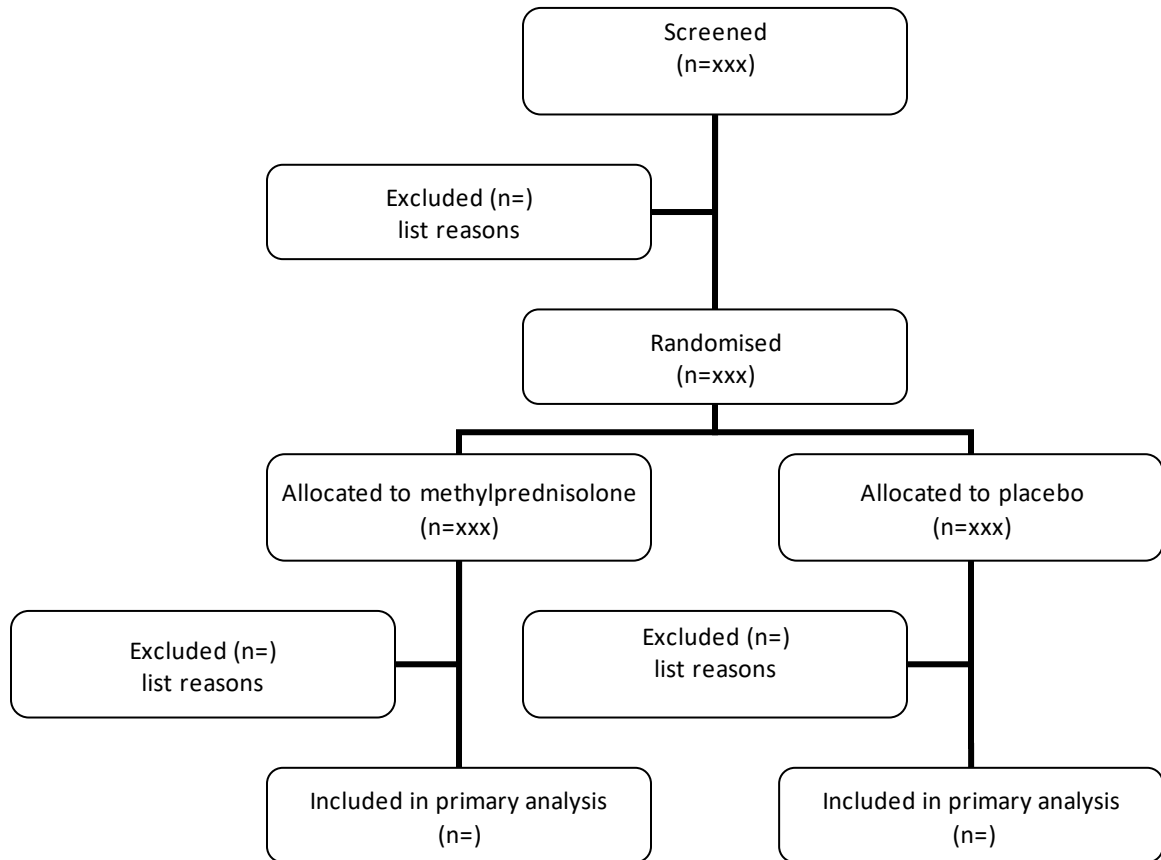 Screened
(n=xxx)
Excluded (n=)
list reasons
Randomised
(n=xxx)
Allocated to methylprednisolone
(n=xxx)
Allocated to placebo
(n=xxx)
Excluded (n=)
list reasons
Excluded (n=)
list reasons
Included in primary analysis
(n=)
Included in primary analysis
(n=)